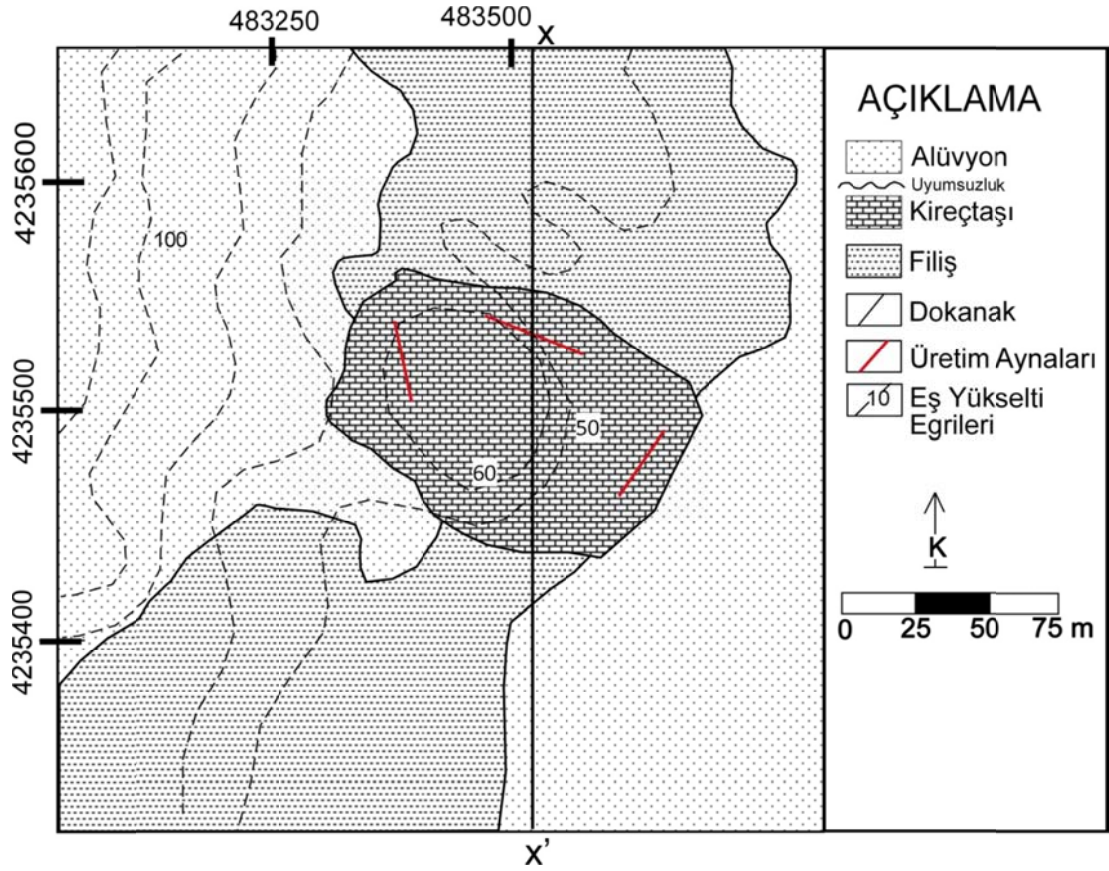 483250
483500
x
4235600
4235500
4235400
100
50
60
x'
AÇIKLAMA
Alüvyon
Uyumsuzluk
Kireçtaşı
Filiş
Dokanak
Üretim Aynaları
10
Eş Yükselti
Egrileri
K
0 25 50 75 m